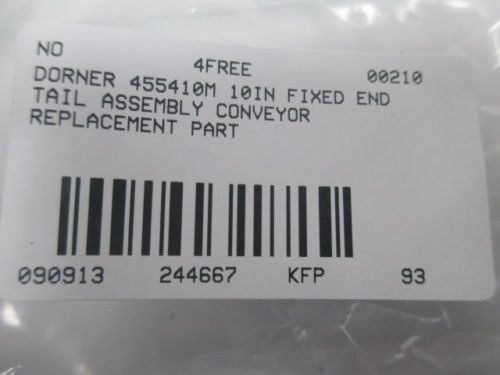 NO 4FREE 00210
DORNER 455410M 10IN FIXED END
TAIL ASSEMBLY CONVEYOR
REPLACEMENT PART
090913 244667 KFP 93